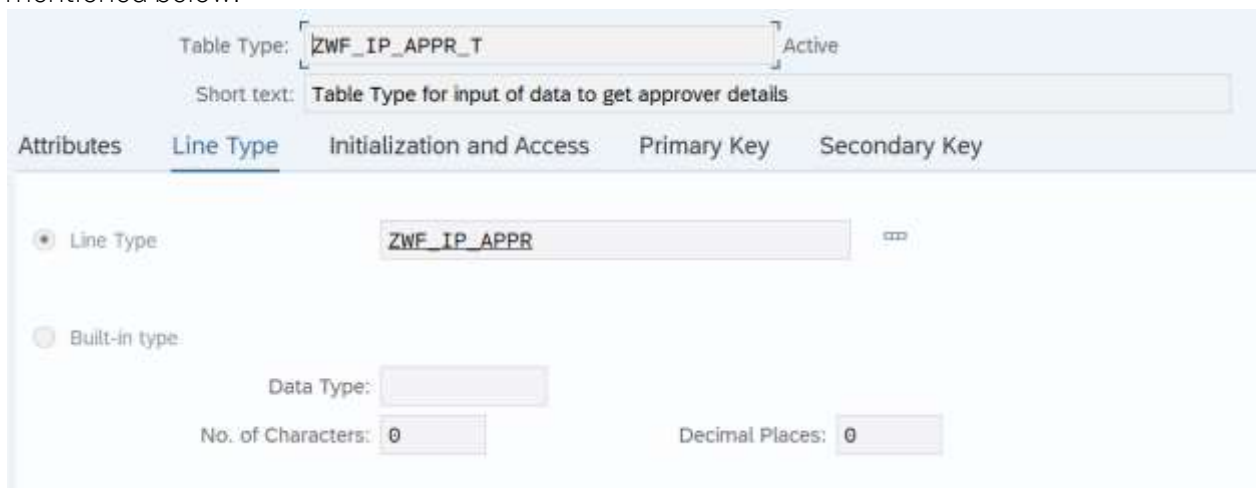 mentioned below.
Table Type: ZWF_IP_APPR_T Active
Short text: Table Type for input of data to get approver details
Attributes Line Type Initialization and Access Primary Key Secondary Key
Line Type ZWF_IP_APPR
Built-in type
Data Type:
No. of Characters: 0 Decimal Places: 0